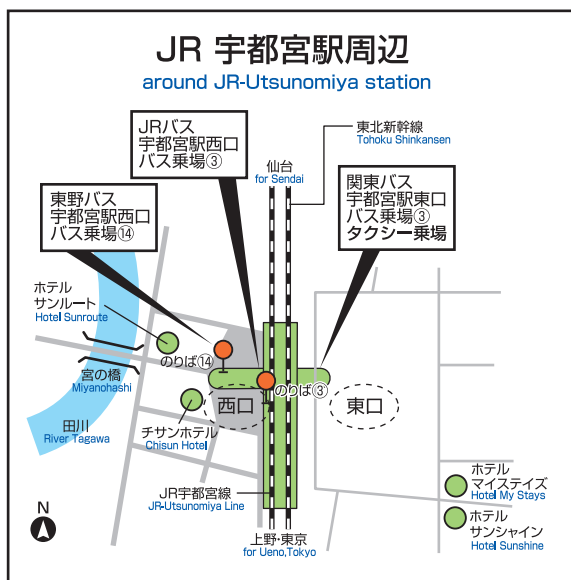 JR 宇都宮駅周辺
around JR-Utsunomiya station
JRバス
宇都宮駅西口
バス乗場③
東北新幹線
Tohoku Shinkansen
仙台
for Sendai
関東バス
宇都宮駅東口
バス乗場③
タクシー乗場
東野バス
宇都宮駅西口
バス乗場⑭
ホテル
サンルート
Hotel Sunroute
のりば⑭
宮の橋
Miyanohashi
のりば③
西口
東口
田川
River Tagawa
チサンホテル
Chisun Hotel
ホテル
マイステイズ
Hotel My Stays
JR宇都宮線
JR-Utsunomiya Line
ホテル
サンシャイン
Hotel Sunshine
N
上野・東京
for Ueno,Tokyo